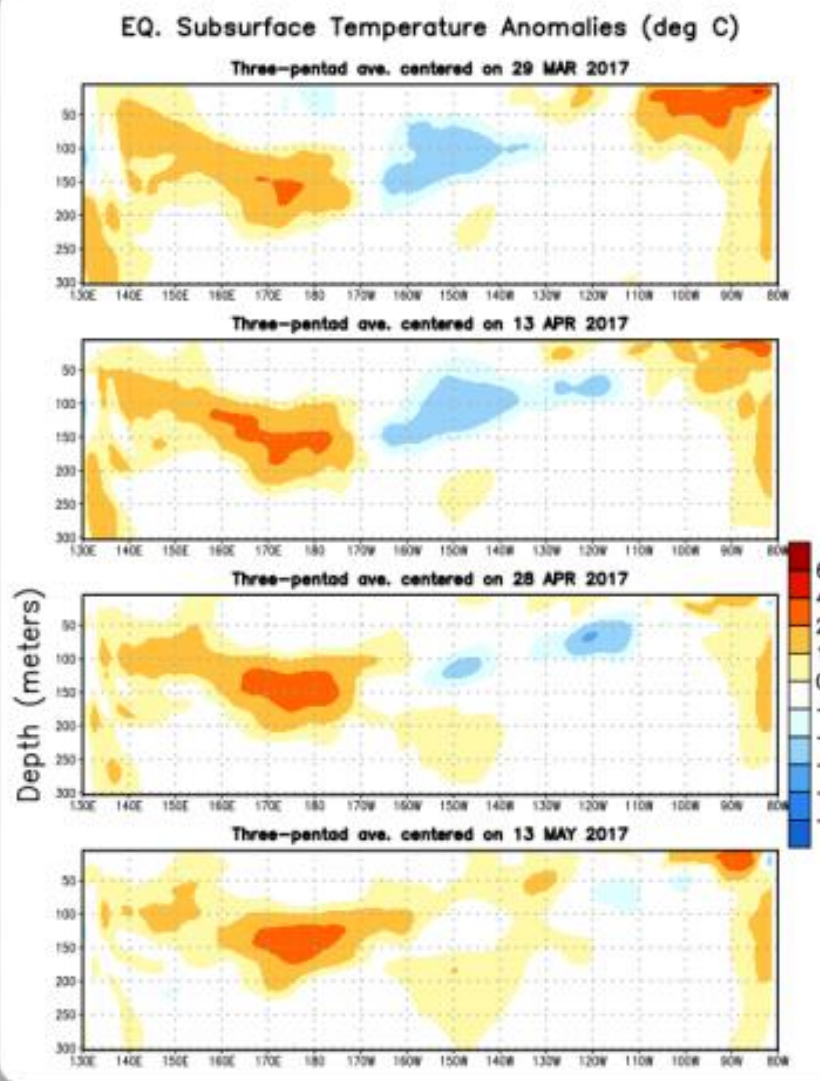 EQ. Subsurface Temperature Anomalies (deg C)
Three-pentad ave. centered on 29 MAR 2017
50
100
150
200
250
300
130E 140E 150E 160E 170E 180 170W 160W 150W 140W 130W 120W 110W 100W 90W 80W
Three-pentad ave. centered on 13 APR 2017
50
100
150
200
250
300
130E 140E 150E 160E 170E 180 170W 160W 150W 140W 130W 120W 110W 100W 90W 80W
Three-pentad ave. centered on 28 APR 2017
Depth (meters)
50
100
150
200
250
300
130E 140E 150E 160E 170E 180 170W 160W 150W 140W 130W 120W 110W 100W 90W 80W
Three-pentad ave. centered on 13 MAY 2017
50
100
150
200
250
300
130E 140E 150E 160E 170E 180 170W 160W 150W 140W 130W 120W 110W 100W 90W 80W